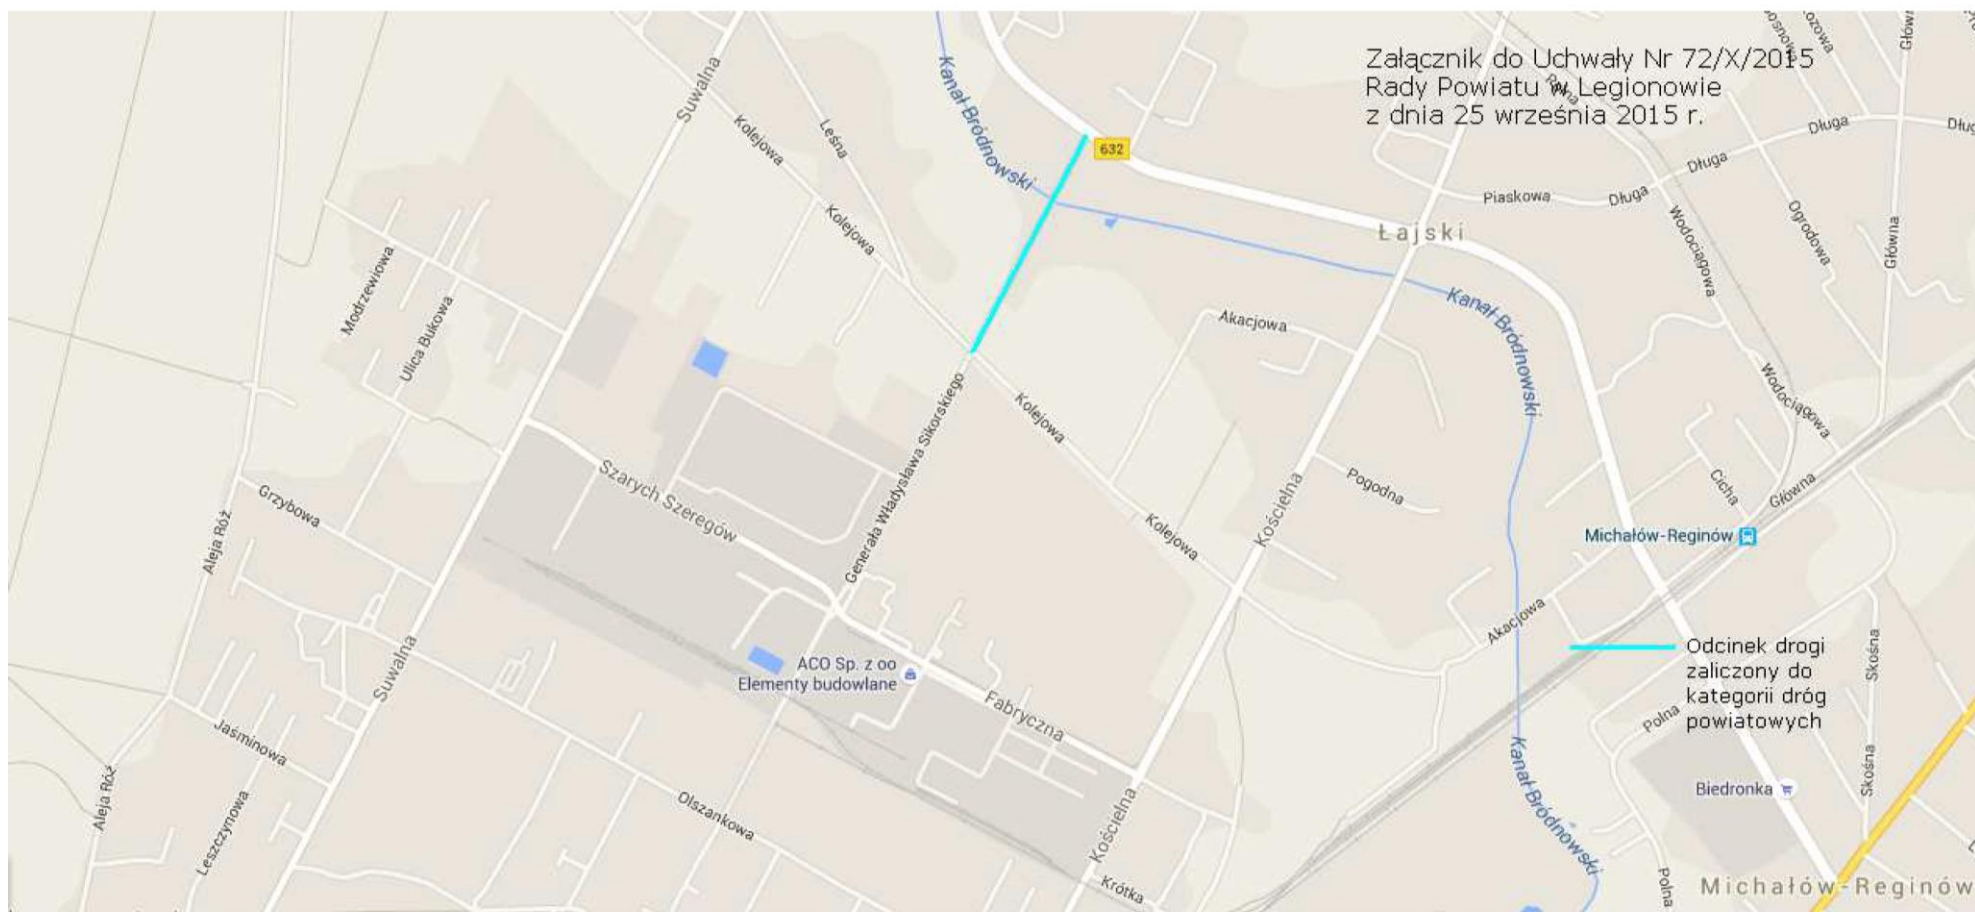 Załącznik do Uchwały Nr 72/X/2015
Rady Powiatu w Legionowie
z dnia 25 września 2015 r.
Suwalna
Kolejowa
Leśna
Kanał Bródnowski
632
Rolna
Sosnowa
Główna
Długa
Długa
Długa
Piaskowa
Łajski
Kolejowa
Modrzewiowa
Ulica Bukowa
Wodociągowa
Ogrodowa
Główna
Akacjowa
Kanał Bródnowski
Generała Władysława Sikorskiego
Kolejowa
Wodociągowa
Szarych Szeregów
Grzybowa
Aleja Róż
Kościelna
Pogodna
Cicha
Główna
Kolejowa
Michałów-Reginów
Akacjowa
Suwalna
ACO Sp. z oo
Elementy budowlane
Fabryczna
Odcinek drogi
zaliczony do
kategorii dróg
powiatowych
Skośna
Polna
Jaśminowa
Aleja Róż
Leszczynowa
Olszankowa
Kościelna
Krótka
Kanał Bródnowski
Biedronka
Skośna
Polna
Michałów-Reginów